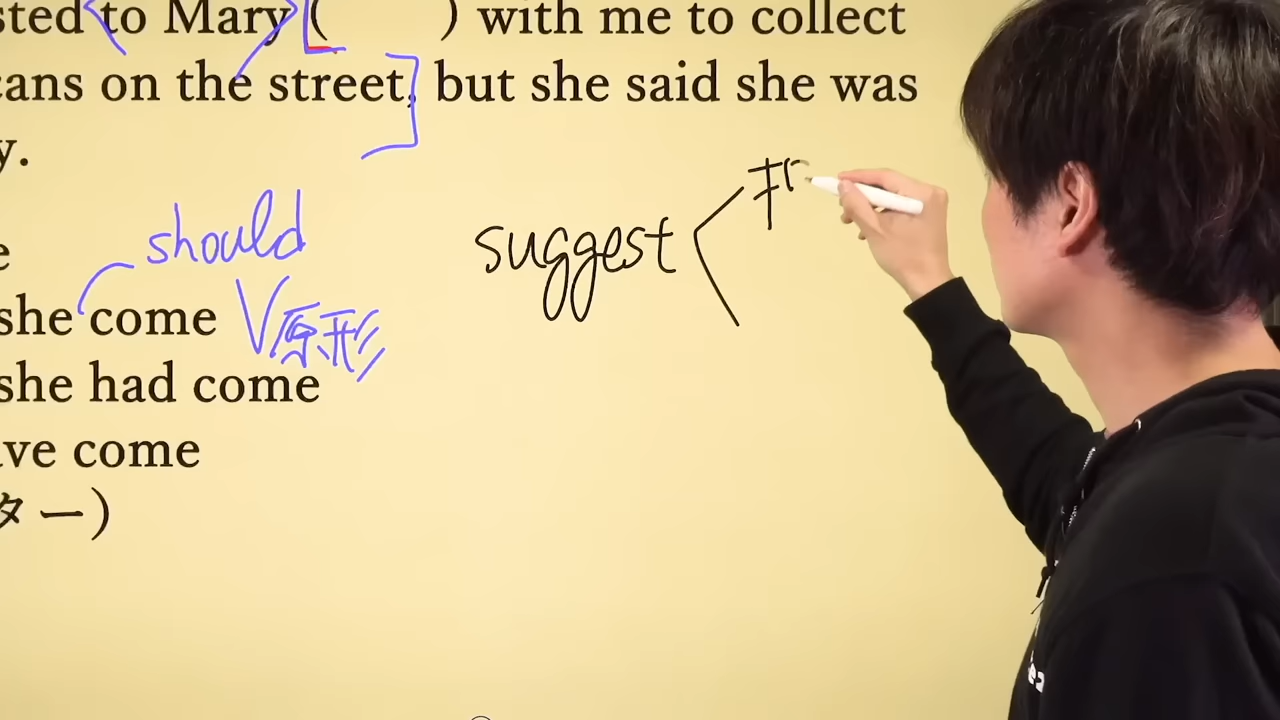 sted to Mary ( ) with me to collect
cans on the street, but she said she was
y.
should
suggest
e
she come V原形
she had come
ave come
ター)